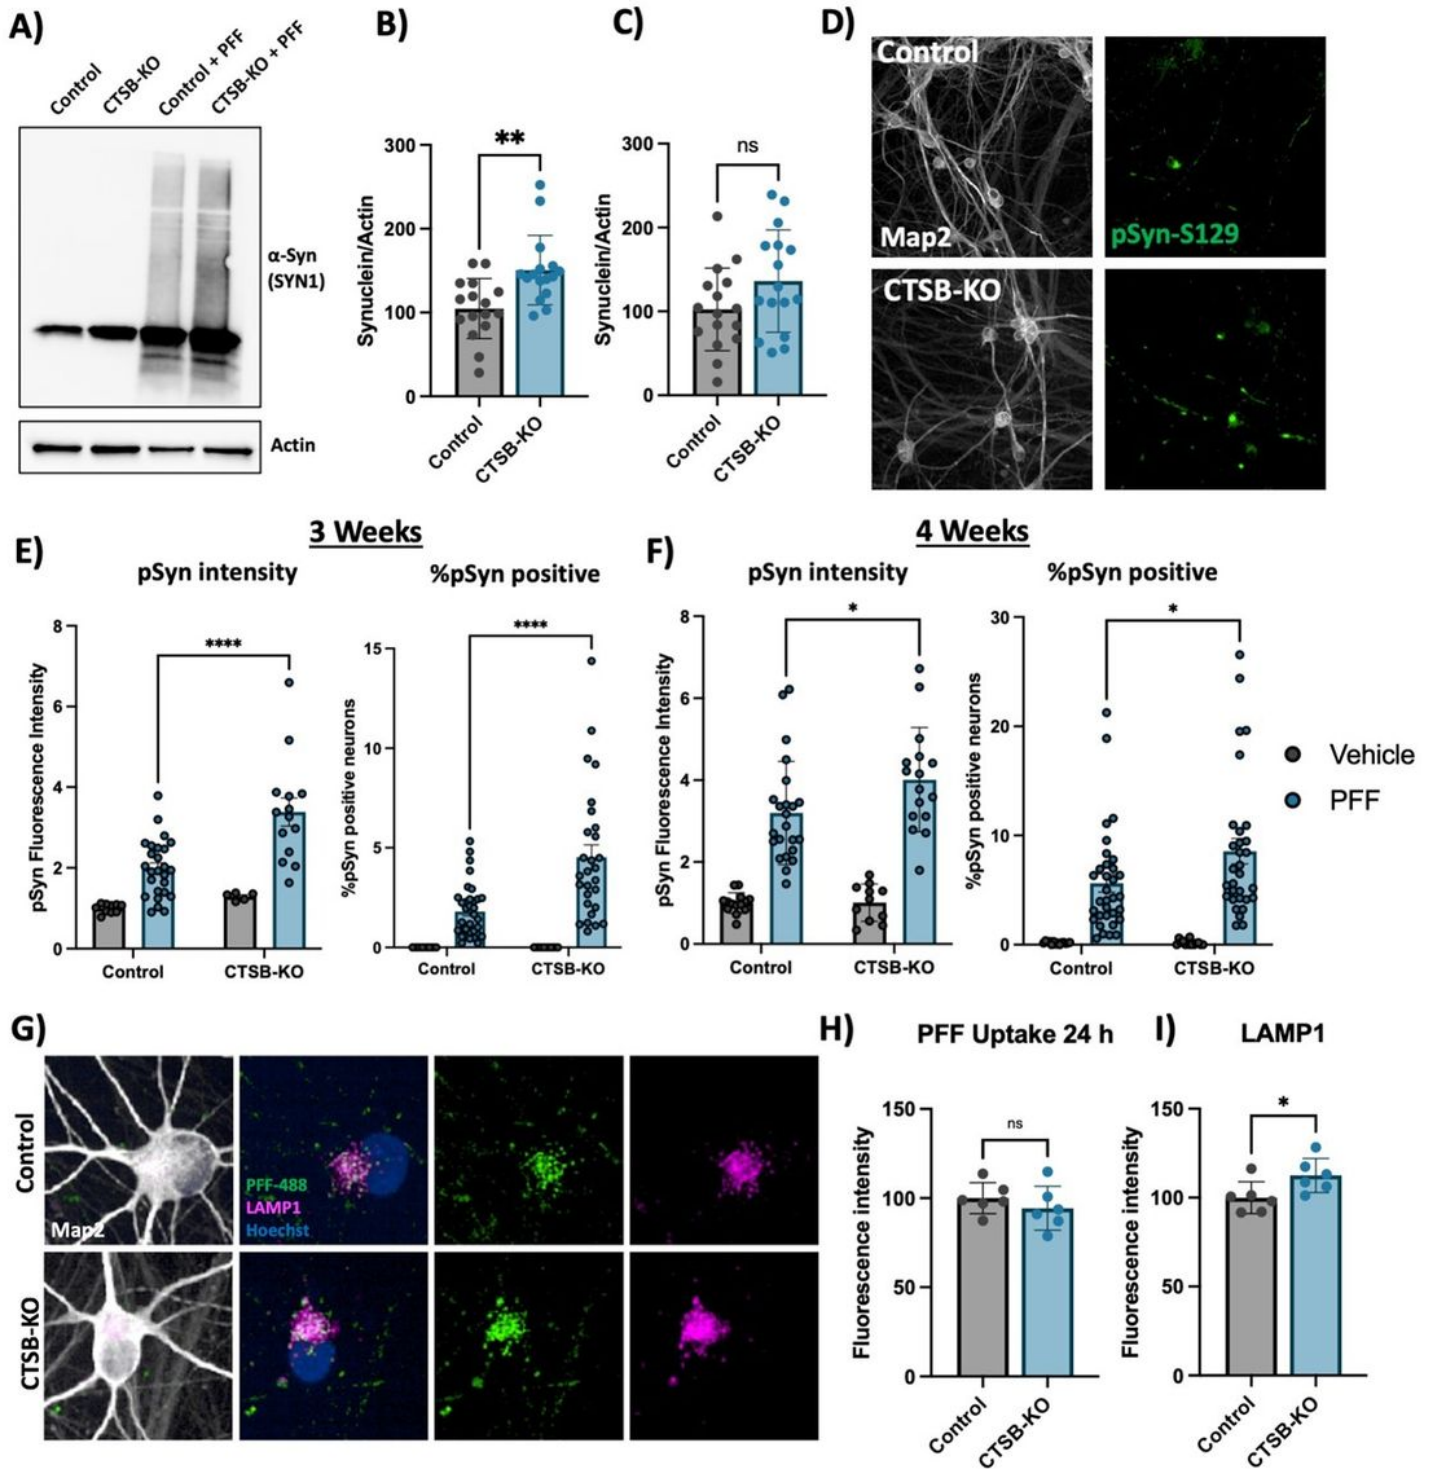 A)
Control
CTSB-KO
Control + PFF
CTSB-KO + PFF
α-Syn
(SYN1)
Actin
B)
300
200
100
0
Synuclein/Actin
**
Control
CTSB-KO
C)
300
200
100
0
Synuclein/Actin
ns
Control
CTSB-KO
D)
Control
Map2
pSyn-S129
CTSB-KO
3 Weeks
E)
pSyn intensity
8
6
4
2
0
pSyn Fluorescence Intensity
****
Control
CTSB-KO
%pSyn positive
15
10
5
0
%pSyn positive neurons
****
Control
CTSB-KO
4 Weeks
F)
pSyn intensity
8
6
4
2
0
pSyn Fluorescence Intensity
*
Control
CTSB-KO
%pSyn positive
30
20
10
0
%pSyn positive neurons
*
Control
CTSB-KO
Vehicle
PFF
G)
Control
Map2
PFF-488
LAMP1
Hoechst
CTSB-KO
H)
PFF Uptake 24 h
150
100
50
0
Fluorescence intensity
ns
Control
CTSB-KO
I)
LAMP1
150
100
50
0
Fluorescence intensity
*
Control
CTSB-KO